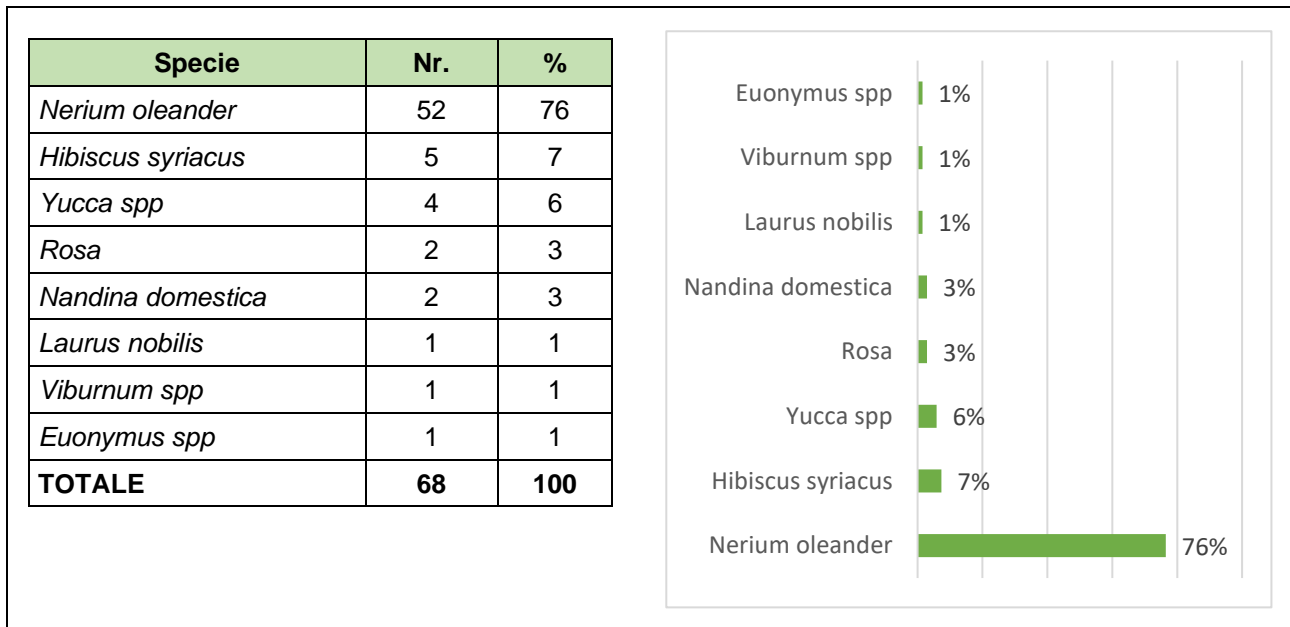 Specie Nr. %
Nerium oleander 52 76
Hibiscus syriacus 5 7
Yucca spp 4 6
Rosa 2 3
Nandina domestica 2 3
Laurus nobilis 1 1
Viburnum spp 1 1
Euonymus spp 1 1
TOTALE 68 100
Euonymus spp 1%
Viburnum spp 1%
Laurus nobilis 1%
Nandina domestica 3%
Rosa 3%
Yucca spp 6%
Hibiscus syriacus 7%
Nerium oleander 76%